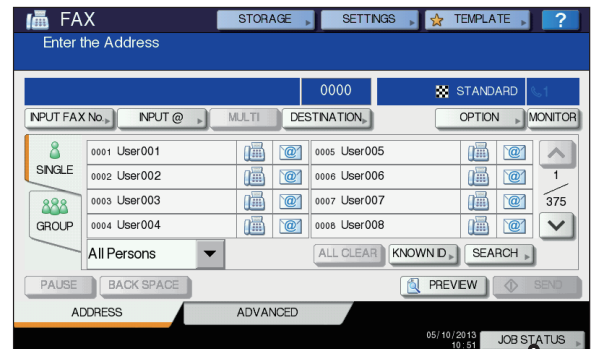 FAX STORAGE SETTINGS TEMPLATE ?
Enter the Address
0000 STANDARD 1
INPUT FAX No. INPUT @ MULTI DESTINATION OPTION MONITOR
SINGLE
0001 User001 @ 0005 User005 @
0002 User002 @ 0006 User006 @
1
0003 User003 @ 0007 User007 @
375
GROUP
0004 User004 @ 0008 User008 @
All Persons ALL CLEAR KNOWN ID SEARCH
PAUSE BACK SPACE PREVIEW SEND
ADDRESS ADVANCED
05/10/2013
10:51
JOB STATUS